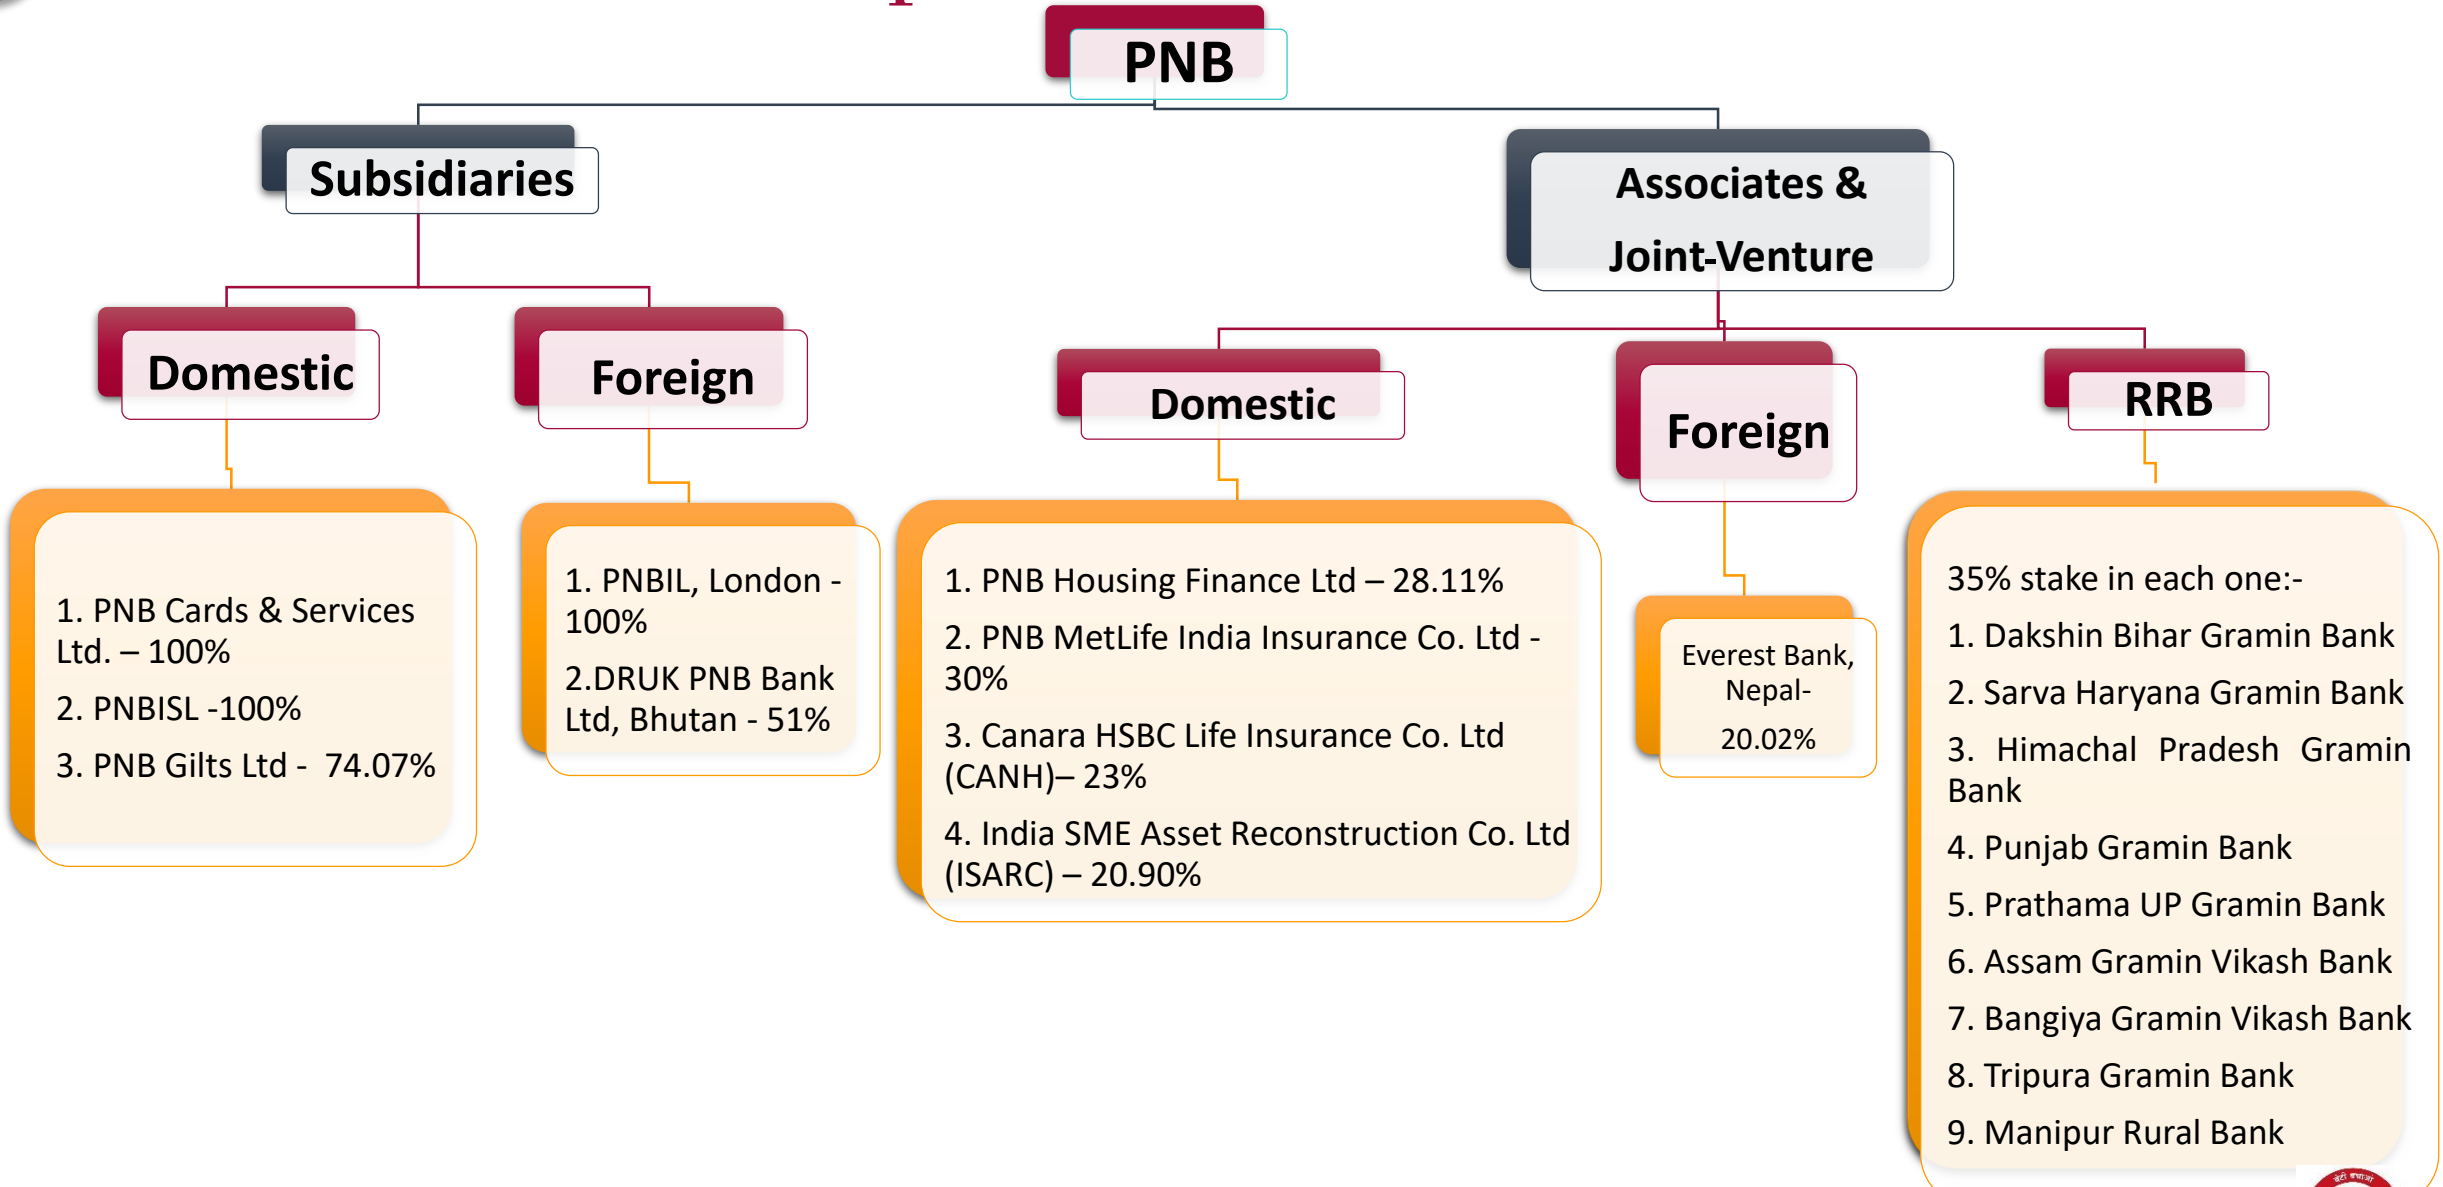 PNB
Subsidiaries
Associates &
Joint-Venture
Domestic
Foreign
Domestic
Foreign
RRB
1. PNB Cards & Services
Ltd. – 100%
2. PNBISL -100%
3. PNB Gilts Ltd - 74.07%
1. PNBIL, London -
100%
2.DRUK PNB Bank
Ltd, Bhutan - 51%
1. PNB Housing Finance Ltd – 28.11%
2. PNB MetLife India Insurance Co. Ltd -
30%
3. Canara HSBC Life Insurance Co. Ltd
(CANH)– 23%
4. India SME Asset Reconstruction Co. Ltd
(ISARC) – 20.90%
Everest Bank,
Nepal-
20.02%
35% stake in each one:-
1. Dakshin Bihar Gramin Bank
2. Sarva Haryana Gramin Bank
3. Himachal Pradesh Gramin
Bank
4. Punjab Gramin Bank
5. Prathama UP Gramin Bank
6. Assam Gramin Vikash Bank
7. Bangiya Gramin Vikash Bank
8. Tripura Gramin Bank
9. Manipur Rural Bank
बेटी बचाओ